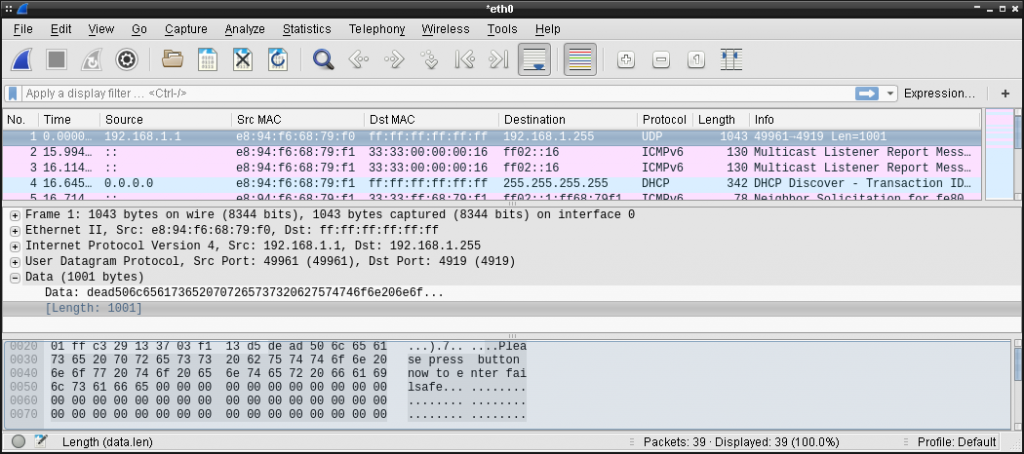 *eth0
File Edit View Go Capture Analyze Statistics Telephony Wireless Tools Help
Apply a display filter ... <Ctrl-/> Expression... +
No. Time Source Src MAC Dst MAC Destination Protocol Length Info
1 0.0000… 192.168.1.1 e8:94:f6:68:79:f0 ff:ff:ff:ff:ff:ff 192.168.1.255 UDP 1043 49961→4919 Len=1001
2 15.994… :: e8:94:f6:68:79:f1 33:33:00:00:00:16 ff02::16 ICMPv6 130 Multicast Listener Report Mess…
3 16.114… :: e8:94:f6:68:79:f1 33:33:00:00:00:16 ff02::16 ICMPv6 130 Multicast Listener Report Mess…
4 16.645… 0.0.0.0 e8:94:f6:68:79:f1 ff:ff:ff:ff:ff:ff 255.255.255.255 DHCP 342 DHCP Discover - Transaction ID…
5 16.714… :: e8:94:f6:68:79:f1 33:33:ff:68:79:f1 ff02::1:ff68:79f1 ICMPv6 78 Neighbor Solicitation for fe80
Frame 1: 1043 bytes on wire (8344 bits), 1043 bytes captured (8344 bits) on interface 0
Ethernet II, Src: e8:94:f6:68:79:f0, Dst: ff:ff:ff:ff:ff:ff
Internet Protocol Version 4, Src: 192.168.1.1, Dst: 192.168.1.255
User Datagram Protocol, Src Port: 49961 (49961), Dst Port: 4919 (4919)
Data (1001 bytes)
Data: dead506c6561736520707265737320627574746f6e206e6f...
[Length: 1001]
0020 01 ff c3 29 13 37 03 f1 13 d5 de ad 50 6c 65 61 ...).7.. ....Plea
0030 73 65 20 70 72 65 73 73 20 62 75 74 74 6f 6e 20 se press button
0040 6e 6f 77 20 74 6f 20 65 6e 74 65 72 20 66 61 69 now to e nter fai
0050 6c 73 61 66 65 00 00 00 00 00 00 00 00 00 00 00 lsafe... ........
0060 00 00 00 00 00 00 00 00 00 00 00 00 00 00 00 00 ........ ........
0070 00 00 00 00 00 00 00 00 00 00 00 00 00 00 00 00 ........ ........
Length (data.len) Packets: 39 · Displayed: 39 (100.0%) Profile: Default